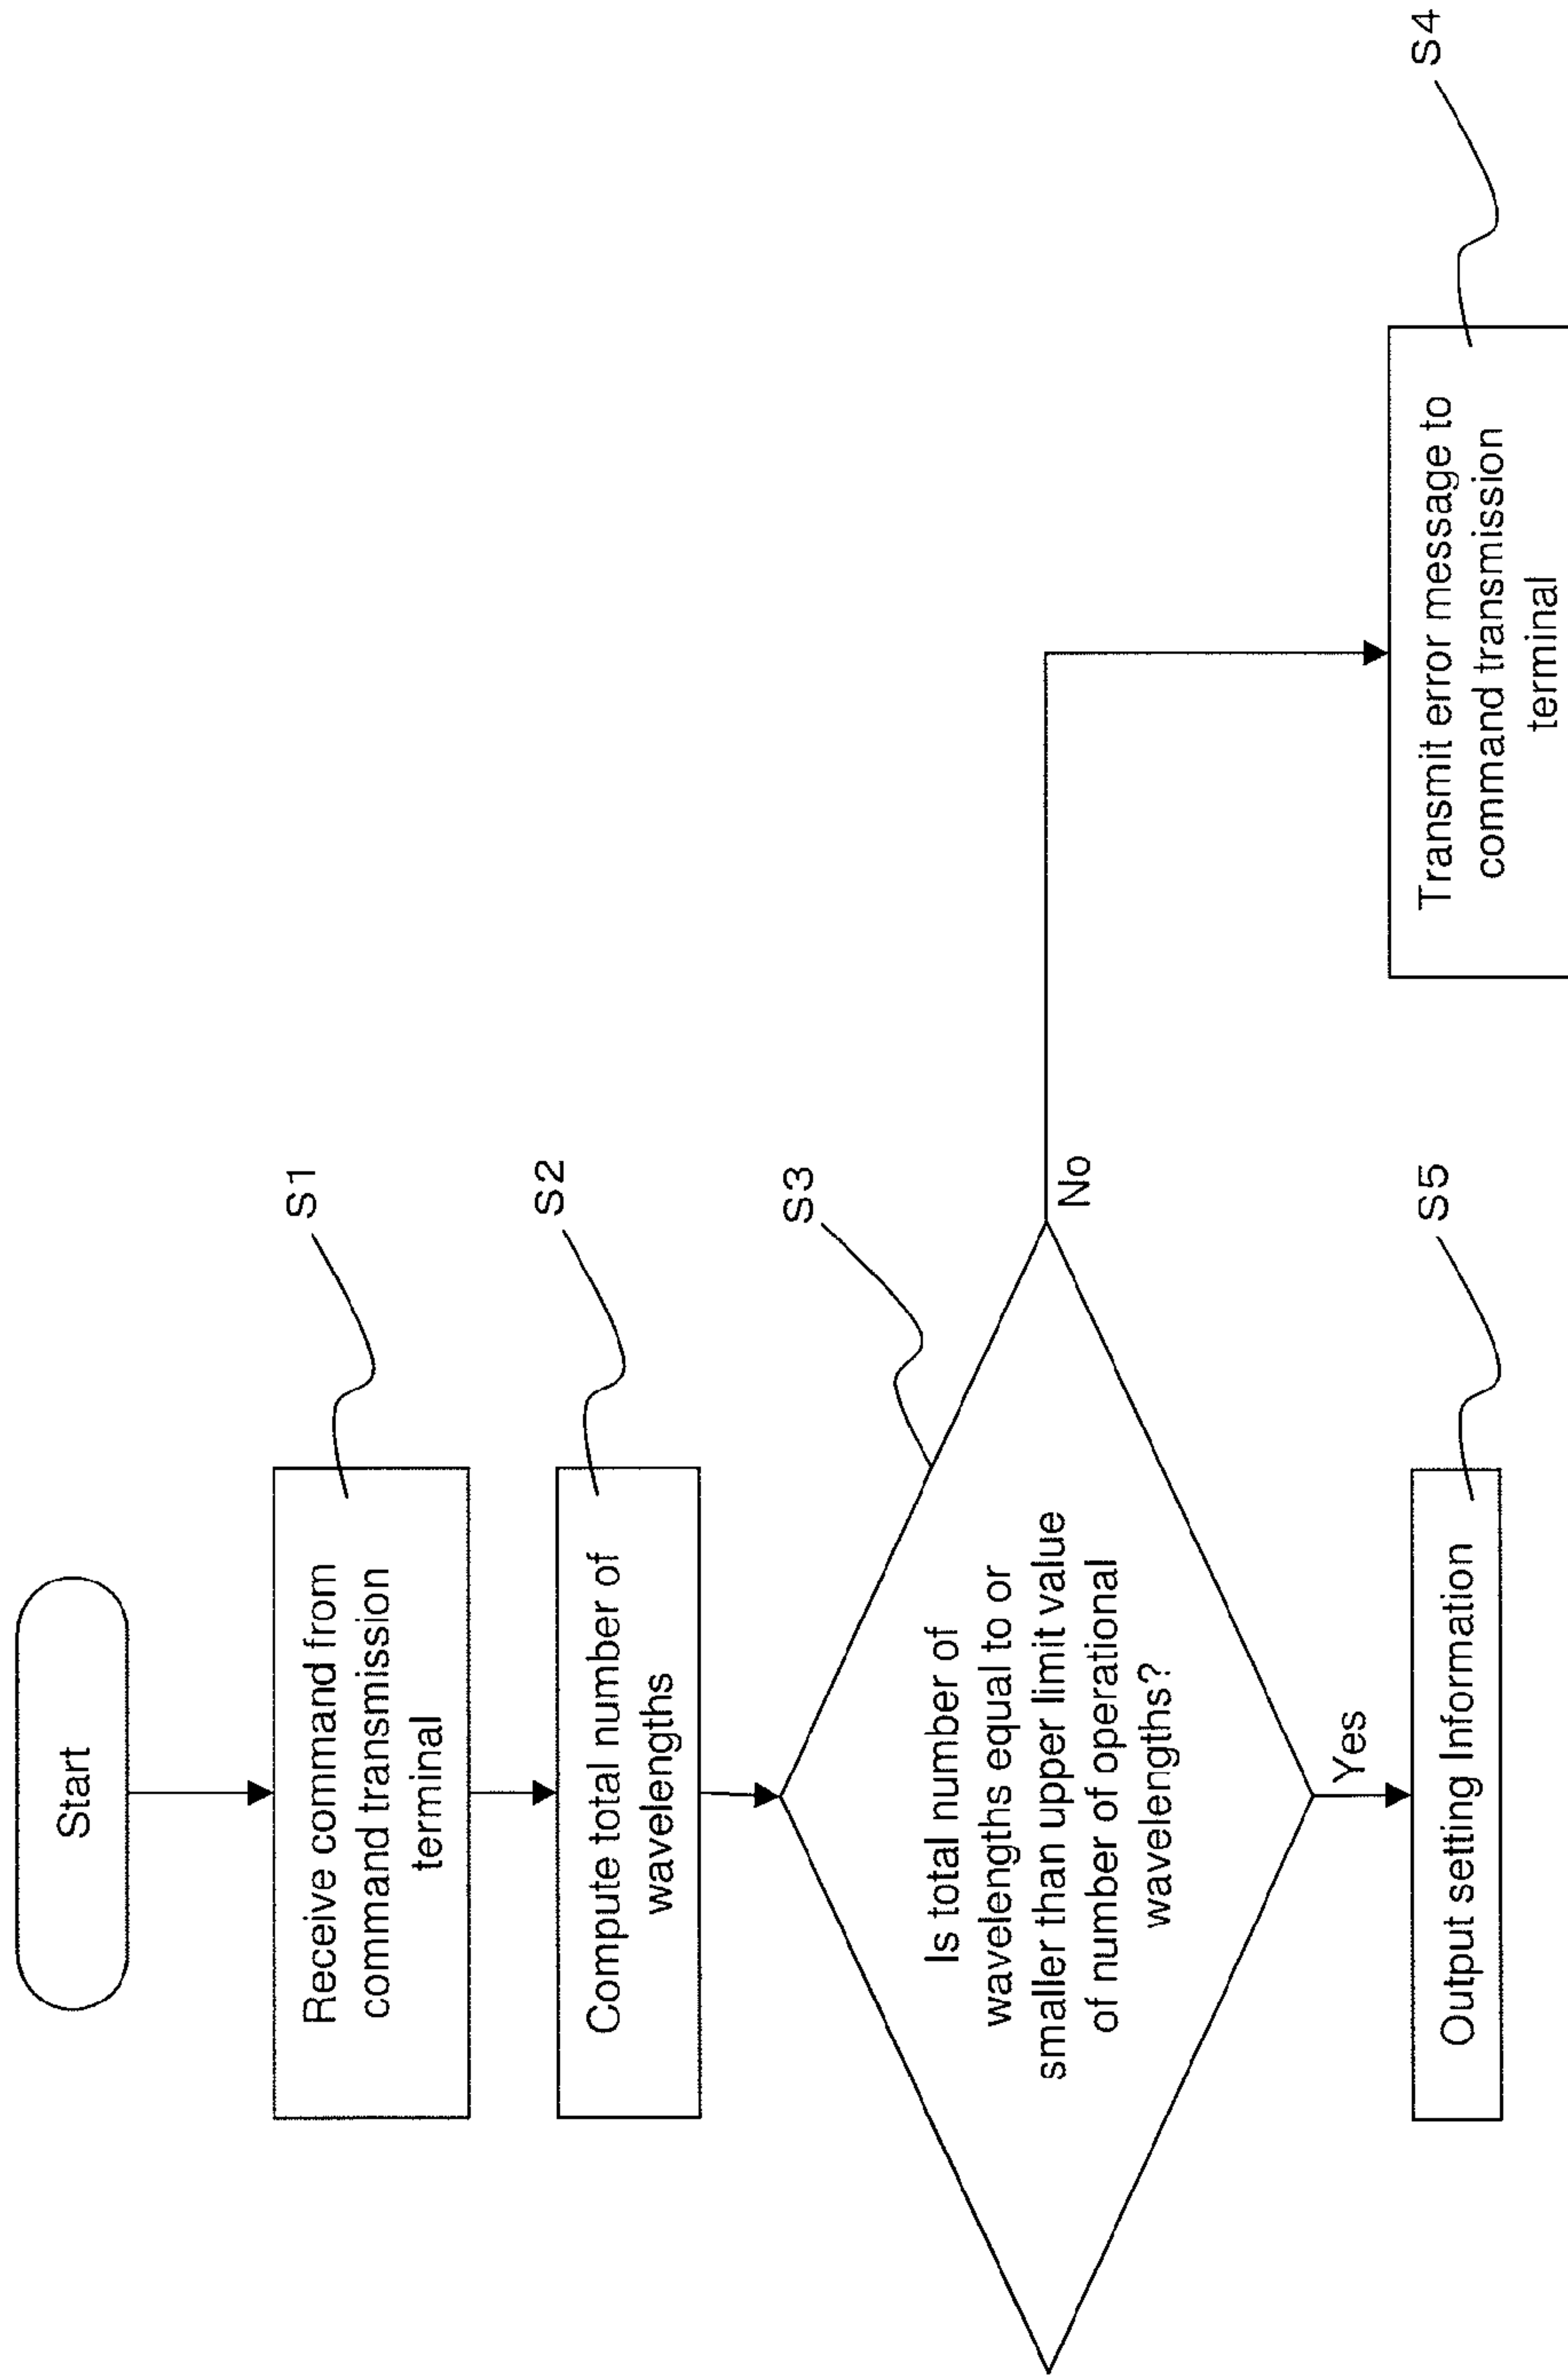 Start
S1
Receive command from
command transmission
terminal
S2
Compute total number of
wavelengths
S3
Is total number of
wavelengths equal to or
smaller than upper limit value
of number of operational
wavelengths?
No
Yes
S4
Transmit error message to
command transmission
terminal
S5
Output setting Information